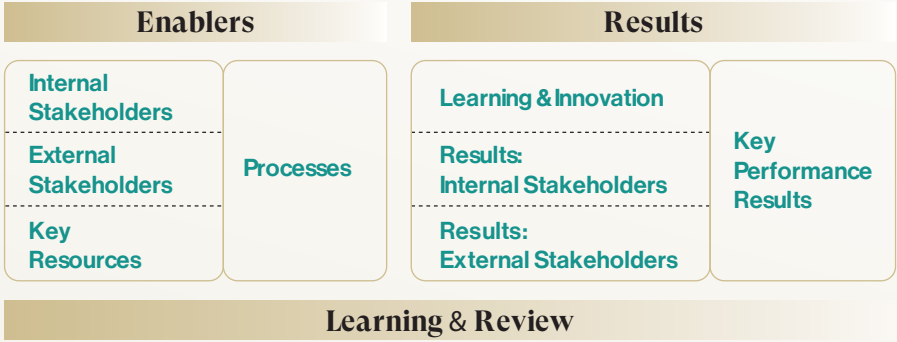 Enablers
Results
Internal
Stakeholders
External
Stakeholders
Key
Resources
Processes
Learning & Innovation
Results:
Internal Stakeholders
Results:
External Stakeholders
Key
Performance
Results
Learning & Review